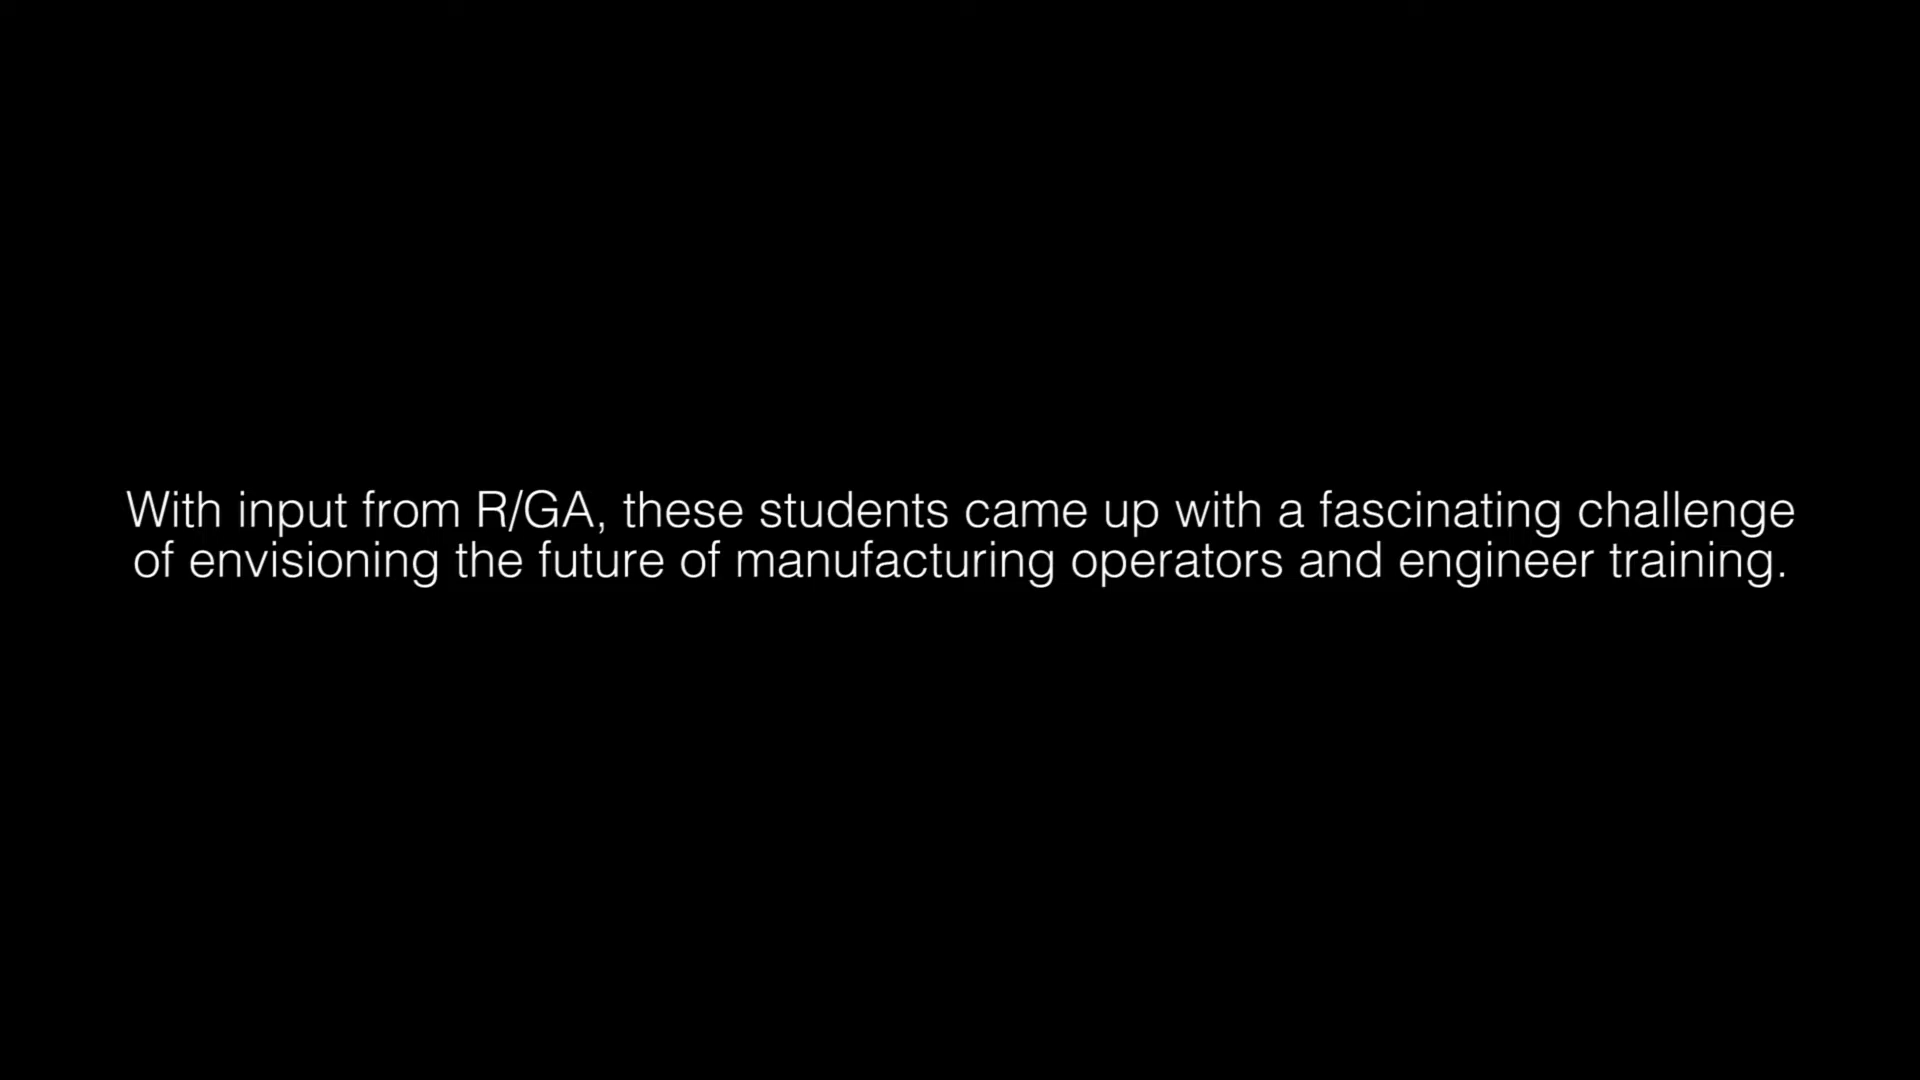 With input from R/GA, these students came up with a fascinating challenge
of envisioning the future of manufacturing operators and engineer training.